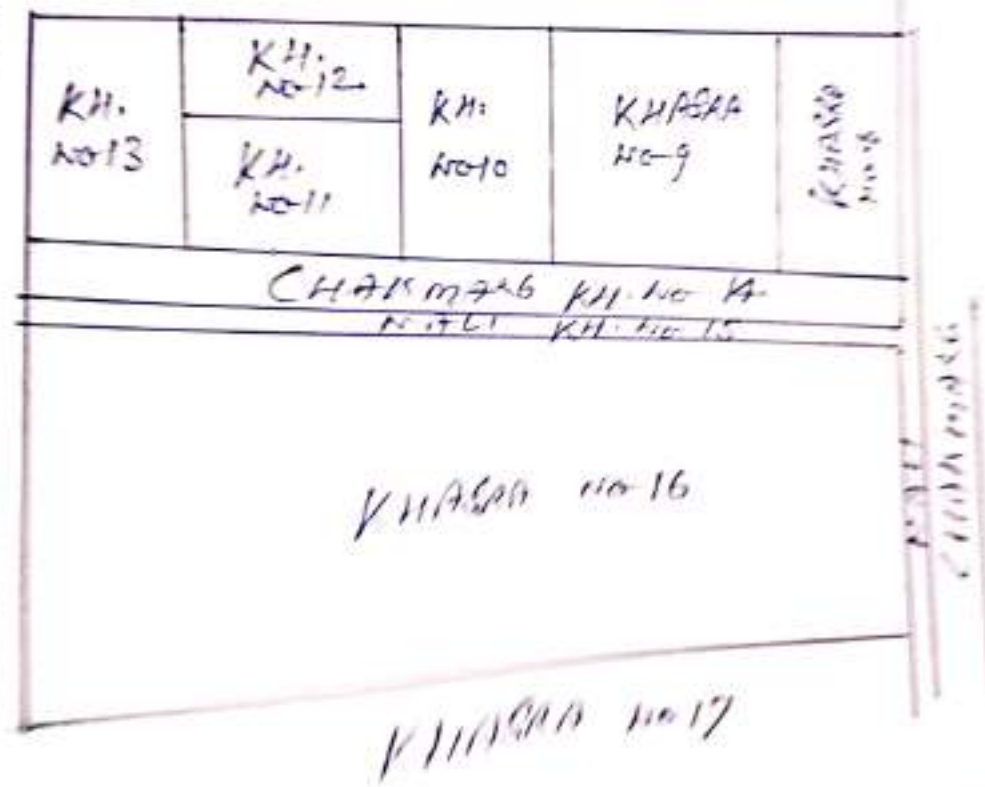 KH.
No-13
KH.
No-12
KH.
No-11
KH:
No-10
KHASRA
No-9
KHASRA
No-8
CHAKMARG KH. No 14
NALI KH. No-15
KHASRA No-16
NALI
CHAKMARG
KHASRA No 17